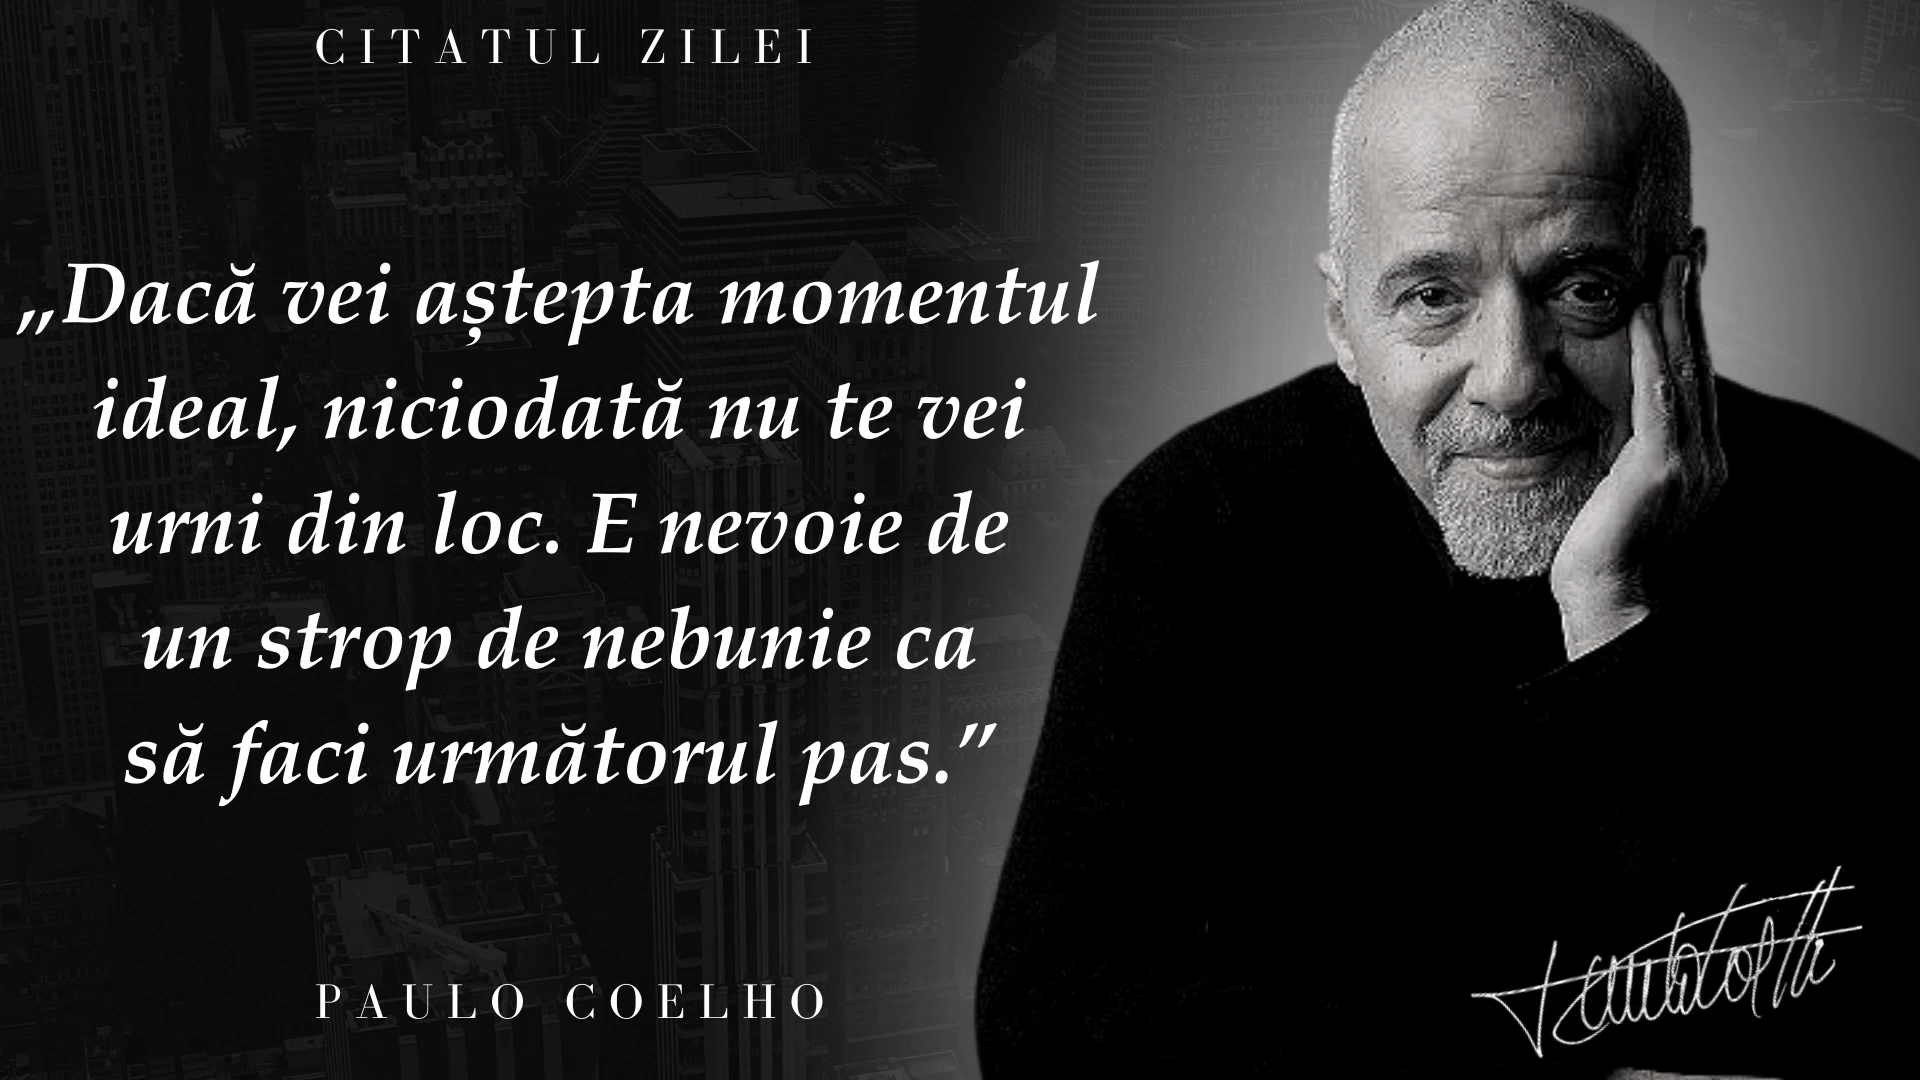 CITATUL ZILEI
„Dacă vei aștepta momentul
ideal, niciodată nu te vei
urni din loc. E nevoie de
un strop de nebunie ca
să faci următorul pas.”
PAULO COELHO